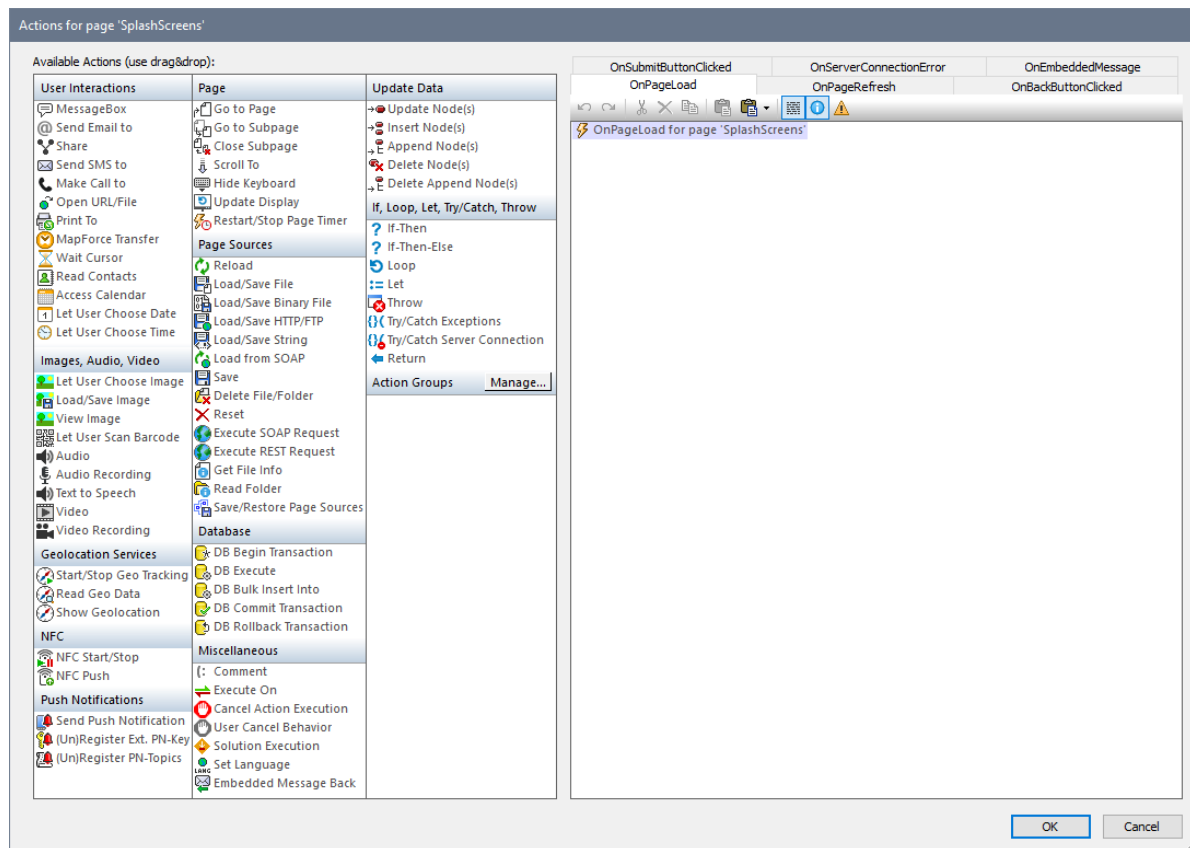 Actions for page 'SplashScreens'
Available Actions (use drag&drop):
User Interactions
MessageBox
Send Email to
Share
Send SMS to
Make Call to
Open URL/File
Print To
MapForce Transfer
Wait Cursor
Read Contacts
Access Calendar
Let User Choose Date
Let User Choose Time
Images, Audio, Video
Let User Choose Image
Load/Save Image
View Image
Let User Scan Barcode
Audio
Audio Recording
Text to Speech
Video
Video Recording
Geolocation Services
Start/Stop Geo Tracking
Read Geo Data
Show Geolocation
NFC
NFC Start/Stop
NFC Push
Push Notifications
Send Push Notification
(Un)Register Ext. PN-Key
(Un)Register PN-Topics
Page
Go to Page
Go to Subpage
Close Subpage
Scroll To
Hide Keyboard
Update Display
Restart/Stop Page Timer
Page Sources
Reload
Load/Save File
Load/Save Binary File
Load/Save HTTP/FTP
Load/Save String
Load from SOAP
Save
Delete File/Folder
Reset
Execute SOAP Request
Execute REST Request
Get File Info
Read Folder
Save/Restore Page Sources
Database
DB Begin Transaction
DB Execute
DB Bulk Insert Into
DB Commit Transaction
DB Rollback Transaction
Miscellaneous
(: Comment
Execute On
Cancel Action Execution
User Cancel Behavior
Solution Execution
LANG Set Language
Embedded Message Back
Update Data
Update Node(s)
Insert Node(s)
Append Node(s)
Delete Node(s)
Delete Append Node(s)
If, Loop, Let, Try/Catch, Throw
? If-Then
? If-Then-Else
Loop
:= Let
Throw
Try/Catch Exceptions
Try/Catch Server Connection
Return
Action Groups
Manage...
OnSubmitButtonClicked
OnServerConnectionError
OnEmbeddedMessage
OnPageLoad
OnPageRefresh
OnBackButtonClicked
OnPageLoad for page 'SplashScreens'
OK
Cancel